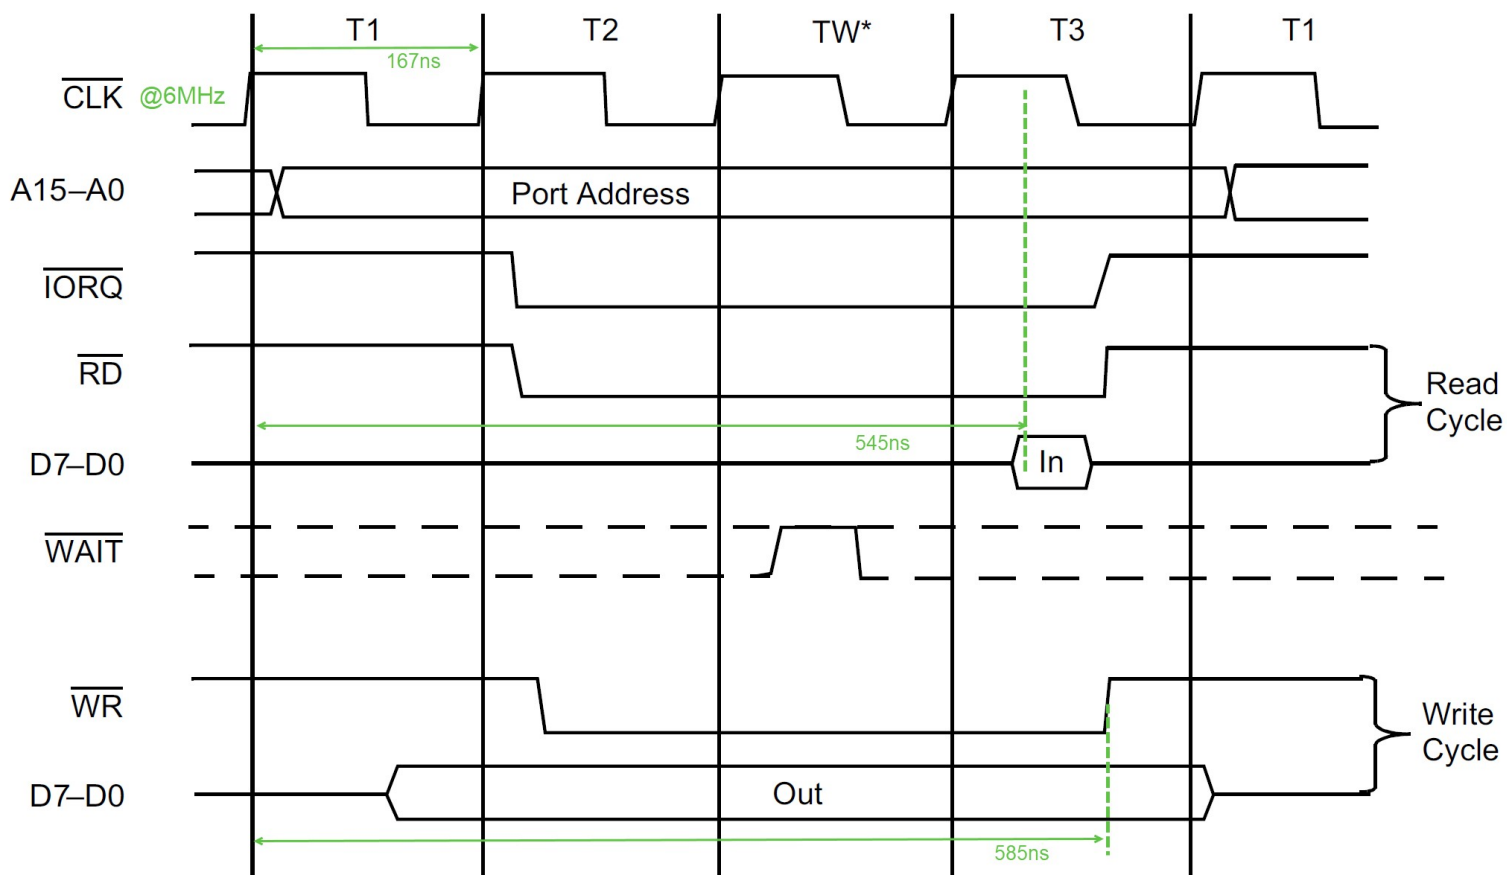 T1 T2 TW* T3 T1
167ns
CLK @6MHz
A15–A0 Port Address
IORQ
RD
Read
Cycle
545ns
D7–D0 In
WAIT
WR
Write
Cycle
D7–D0 Out
585ns